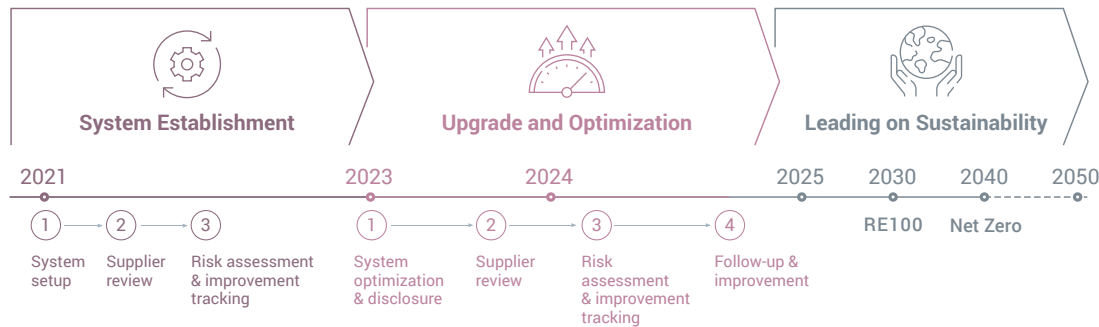 System Establishment
Upgrade and Optimization
Leading on Sustainability
2021
2023
2024
2025
2030
2040
2050
1
2
3
1
2
3
4
RE100
Net Zero
System
setup
Supplier
review
Risk assessment
& improvement
tracking
System
optimization
& disclosure
Supplier
review
Risk
assessment
& improvement
tracking
Follow-up &
improvement